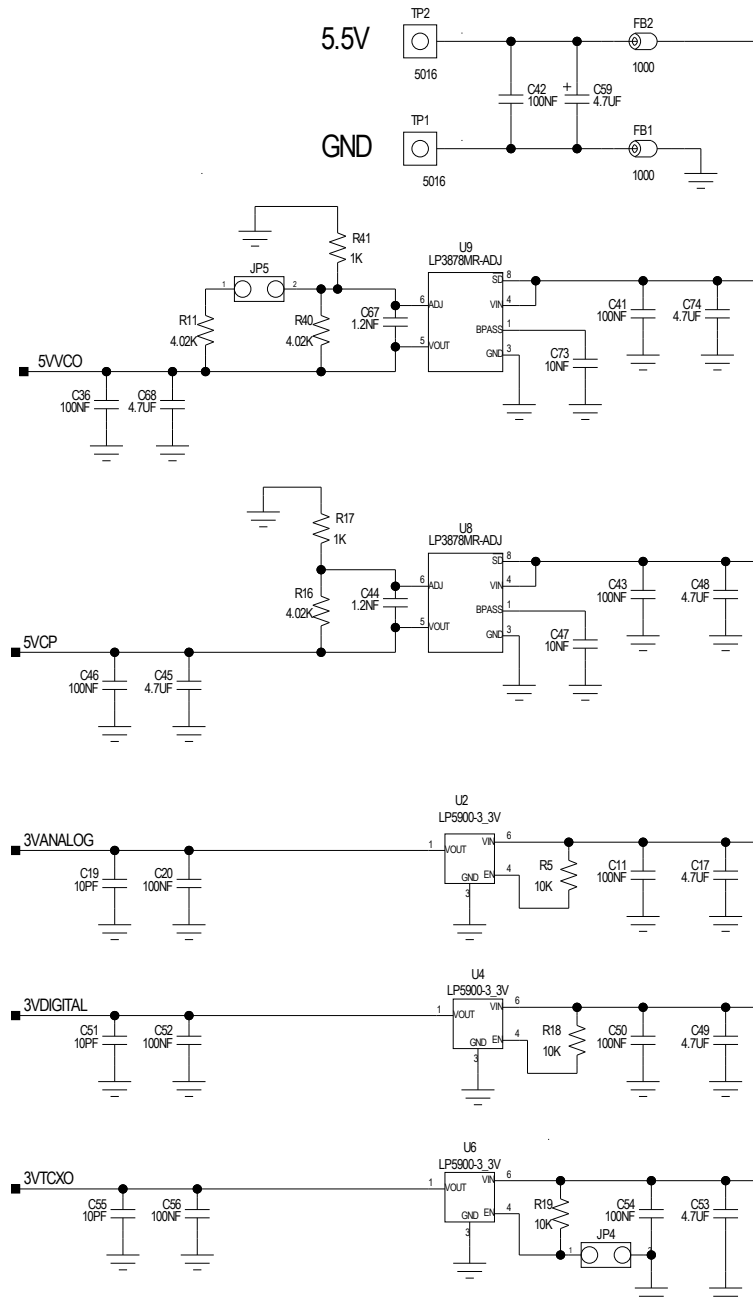 5.5V
TP2
5016
C42
100NF
+
C59
4.7UF
FB2
1000
GND
TP1
5016
FB1
1000
R41
1K
JP5
1
2
R11
4.02K
R40
4.02K
C67
1.2NF
U9
LP3878MR-ADJ
6
ADJ
5
VOUT
SD
8
VIN
4
BPASS
1
GND
3
C73
10NF
C41
100NF
C74
4.7UF
5VVCO
C36
100NF
C68
4.7UF
R17
1K
R16
4.02K
C44
1.2NF
U8
LP3878MR-ADJ
6
ADJ
5
VOUT
SD
8
VIN
4
BPASS
1
GND
3
C47
10NF
C43
100NF
C48
4.7UF
5VCP
C46
100NF
C45
4.7UF
3VANALOG
C19
10PF
C20
100NF
U2
LP5900-3_3V
1
VOUT
VIN
6
GND
3
EN
4
R5
10K
C11
100NF
C17
4.7UF
3VDIGITAL
C51
10PF
C52
100NF
U4
LP5900-3_3V
1
VOUT
VIN
6
GND
3
EN
4
R18
10K
C50
100NF
C49
4.7UF
3VTCXO
C55
10PF
C56
100NF
U6
LP5900-3_3V
1
VOUT
VIN
6
GND
3
EN
4
R19
10K
JP4
1
2
C54
100NF
C53
4.7UF